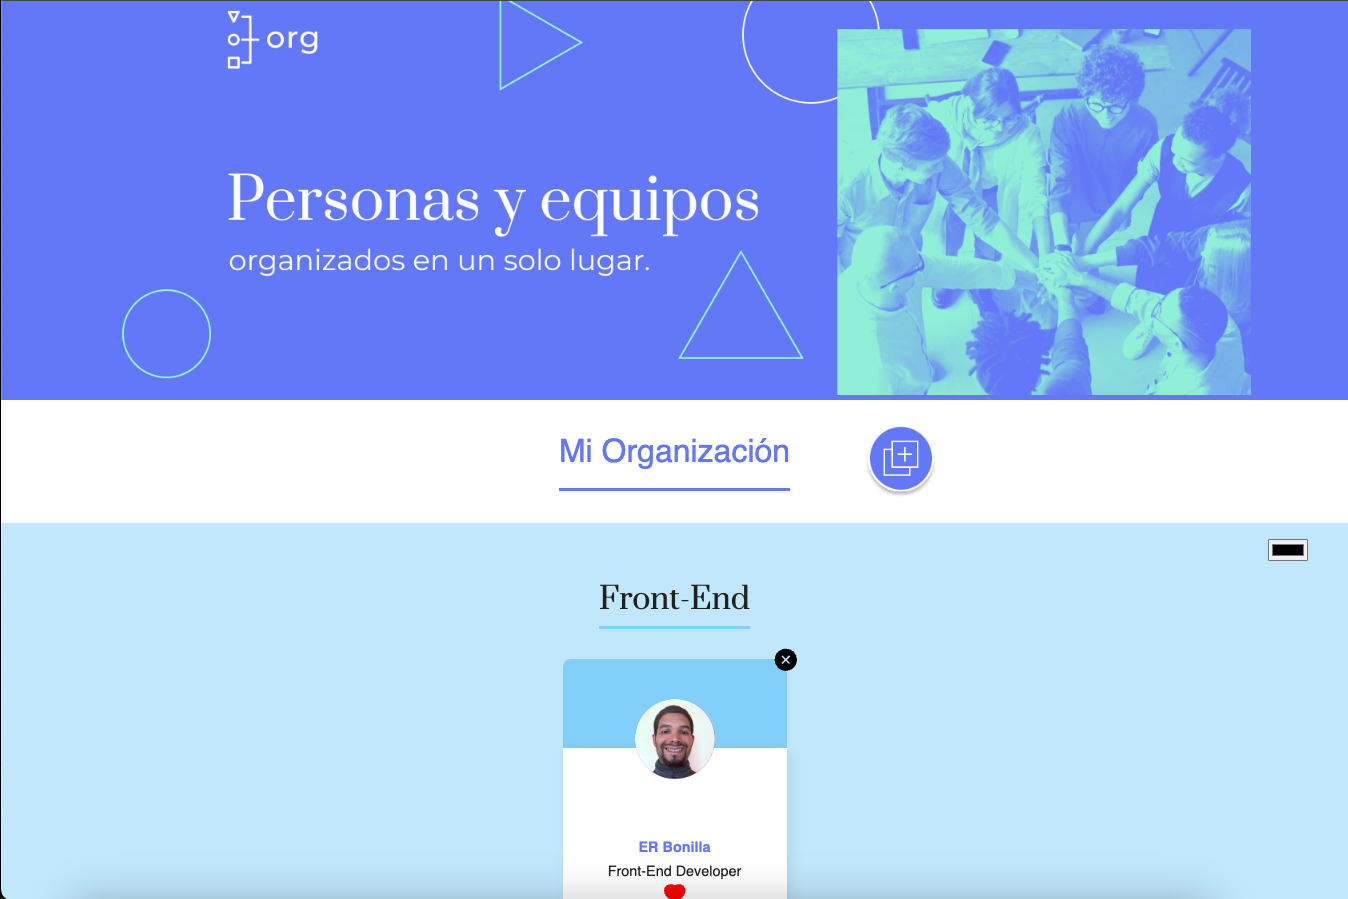 org
Personas y equipos
organizados en un solo lugar.
Mi Organización
Front-End
ER Bonilla
Front-End Developer